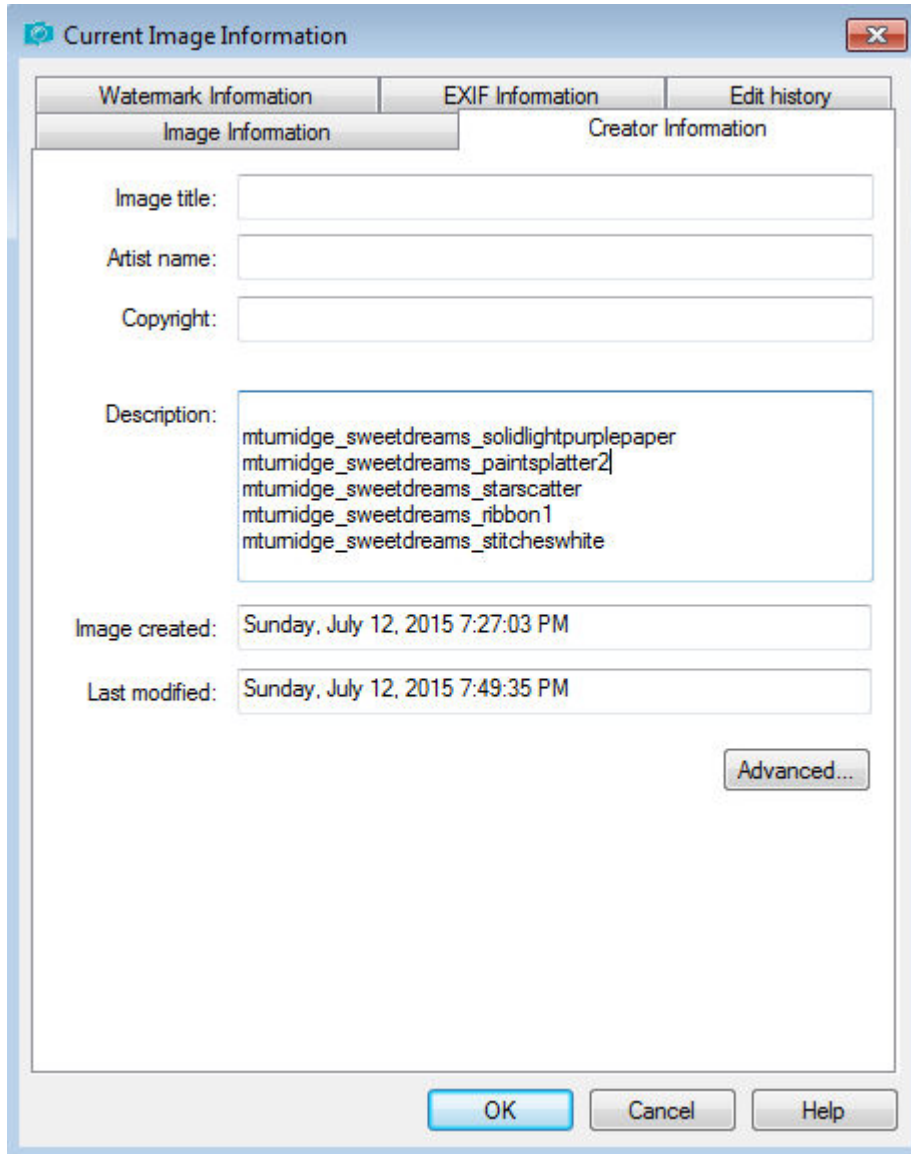 Current Image Information
Watermark Information
EXIF Information
Edit history
Image Information
Creator Information
Image title:
Artist name:
Copyright:
Description:
mturnidge_sweetdreams_solidlightpurplepaper
mturnidge_sweetdreams_paintsplatter2
mturnidge_sweetdreams_starscatter
mturnidge_sweetdreams_ribbon1
mturnidge_sweetdreams_stitcheswhite
Image created: Sunday, July 12, 2015 7:27:03 PM
Last modified: Sunday, July 12, 2015 7:49:35 PM
Advanced...
OK
Cancel
Help